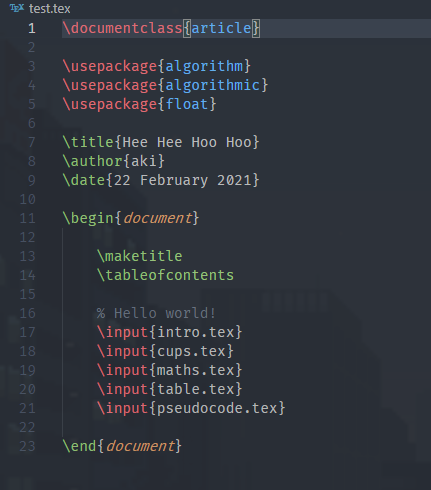 TEX test.tex
1 \documentclass{article}
2
3 \usepackage{algorithm}
4 \usepackage{algorithmic}
5 \usepackage{float}
6
7 \title{Hee Hee Hoo Hoo}
8 \author{aki}
9 \date{22 February 2021}
10
11 \begin{document}
12
13 \maketitle
14 \tableofcontents
15
16 % Hello world!
17 \input{intro.tex}
18 \input{cups.tex}
19 \input{maths.tex}
20 \input{table.tex}
21 \input{pseudocode.tex}
22
23 \end{document}